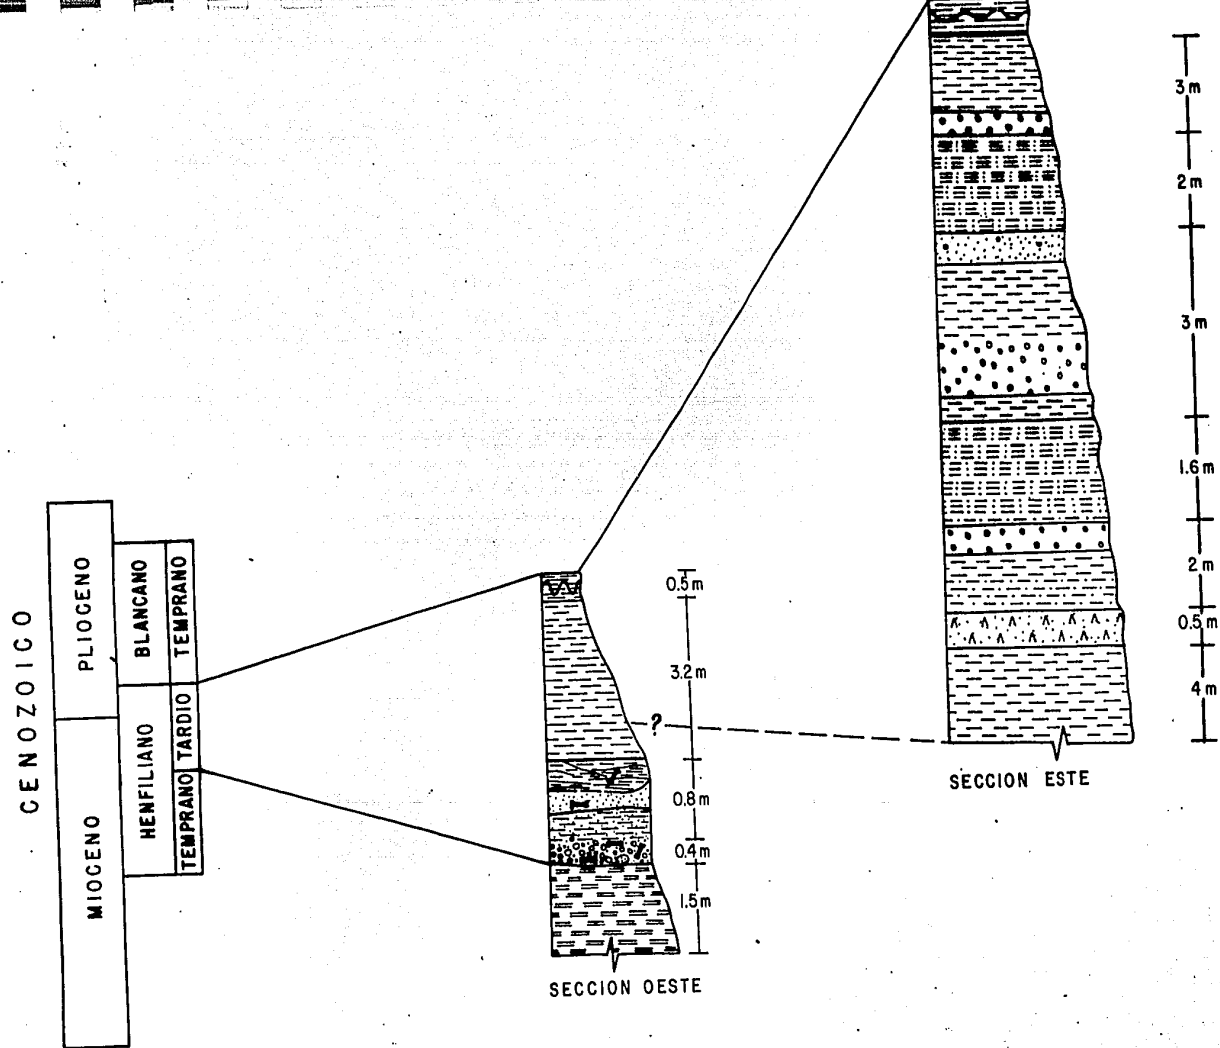 CENOZOICO
PLIOGENO
MIOCENO
BLANCANO
HENFILIANO
TEMPRANO
TARDIO
TEMPRANO
0.5m
3.2m
0.8m
0.4m
1.5m
?
SECCION OESTE
3m
2m
3m
1.6m
2m
0.5m
4m
SECCION ESTE